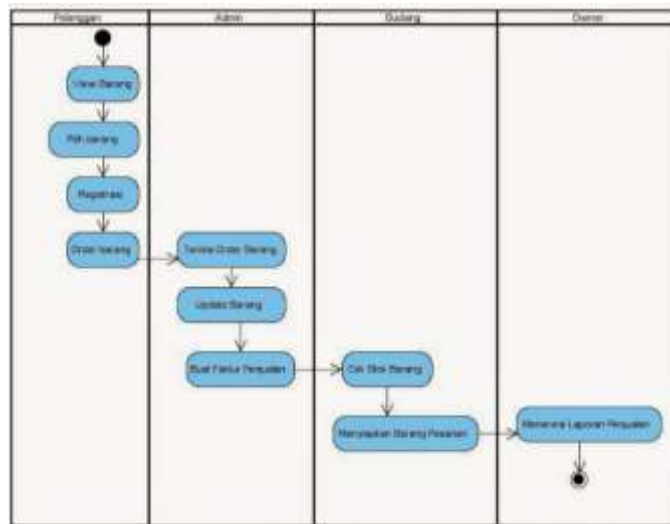 Pelanggan
Admin
Gudang
Owner
View Barang
Pilih barang
Registrasi
Order barang
Terima Order Barang
Update Barang
Buat Faktur Penjualan
Cek Stok Barang
Menyiapkan Barang Pesanan
Menerima Laporan Penjualan